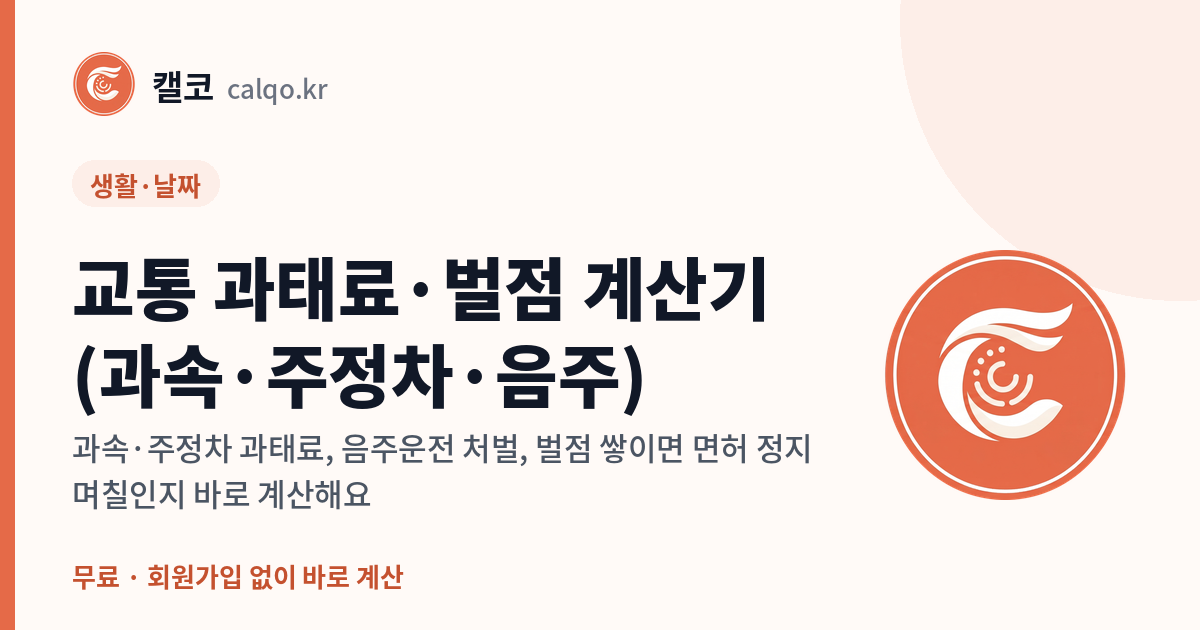 캘코 calqo.kr
생활·날짜
교통 과태료·벌점 계산기
(과속·주정차·음주)
과속·주정차 과태료, 음주운전 처벌, 벌점 쌓이면 면허 정지
며칠인지 바로 계산해요
무료 · 회원가입 없이 바로 계산